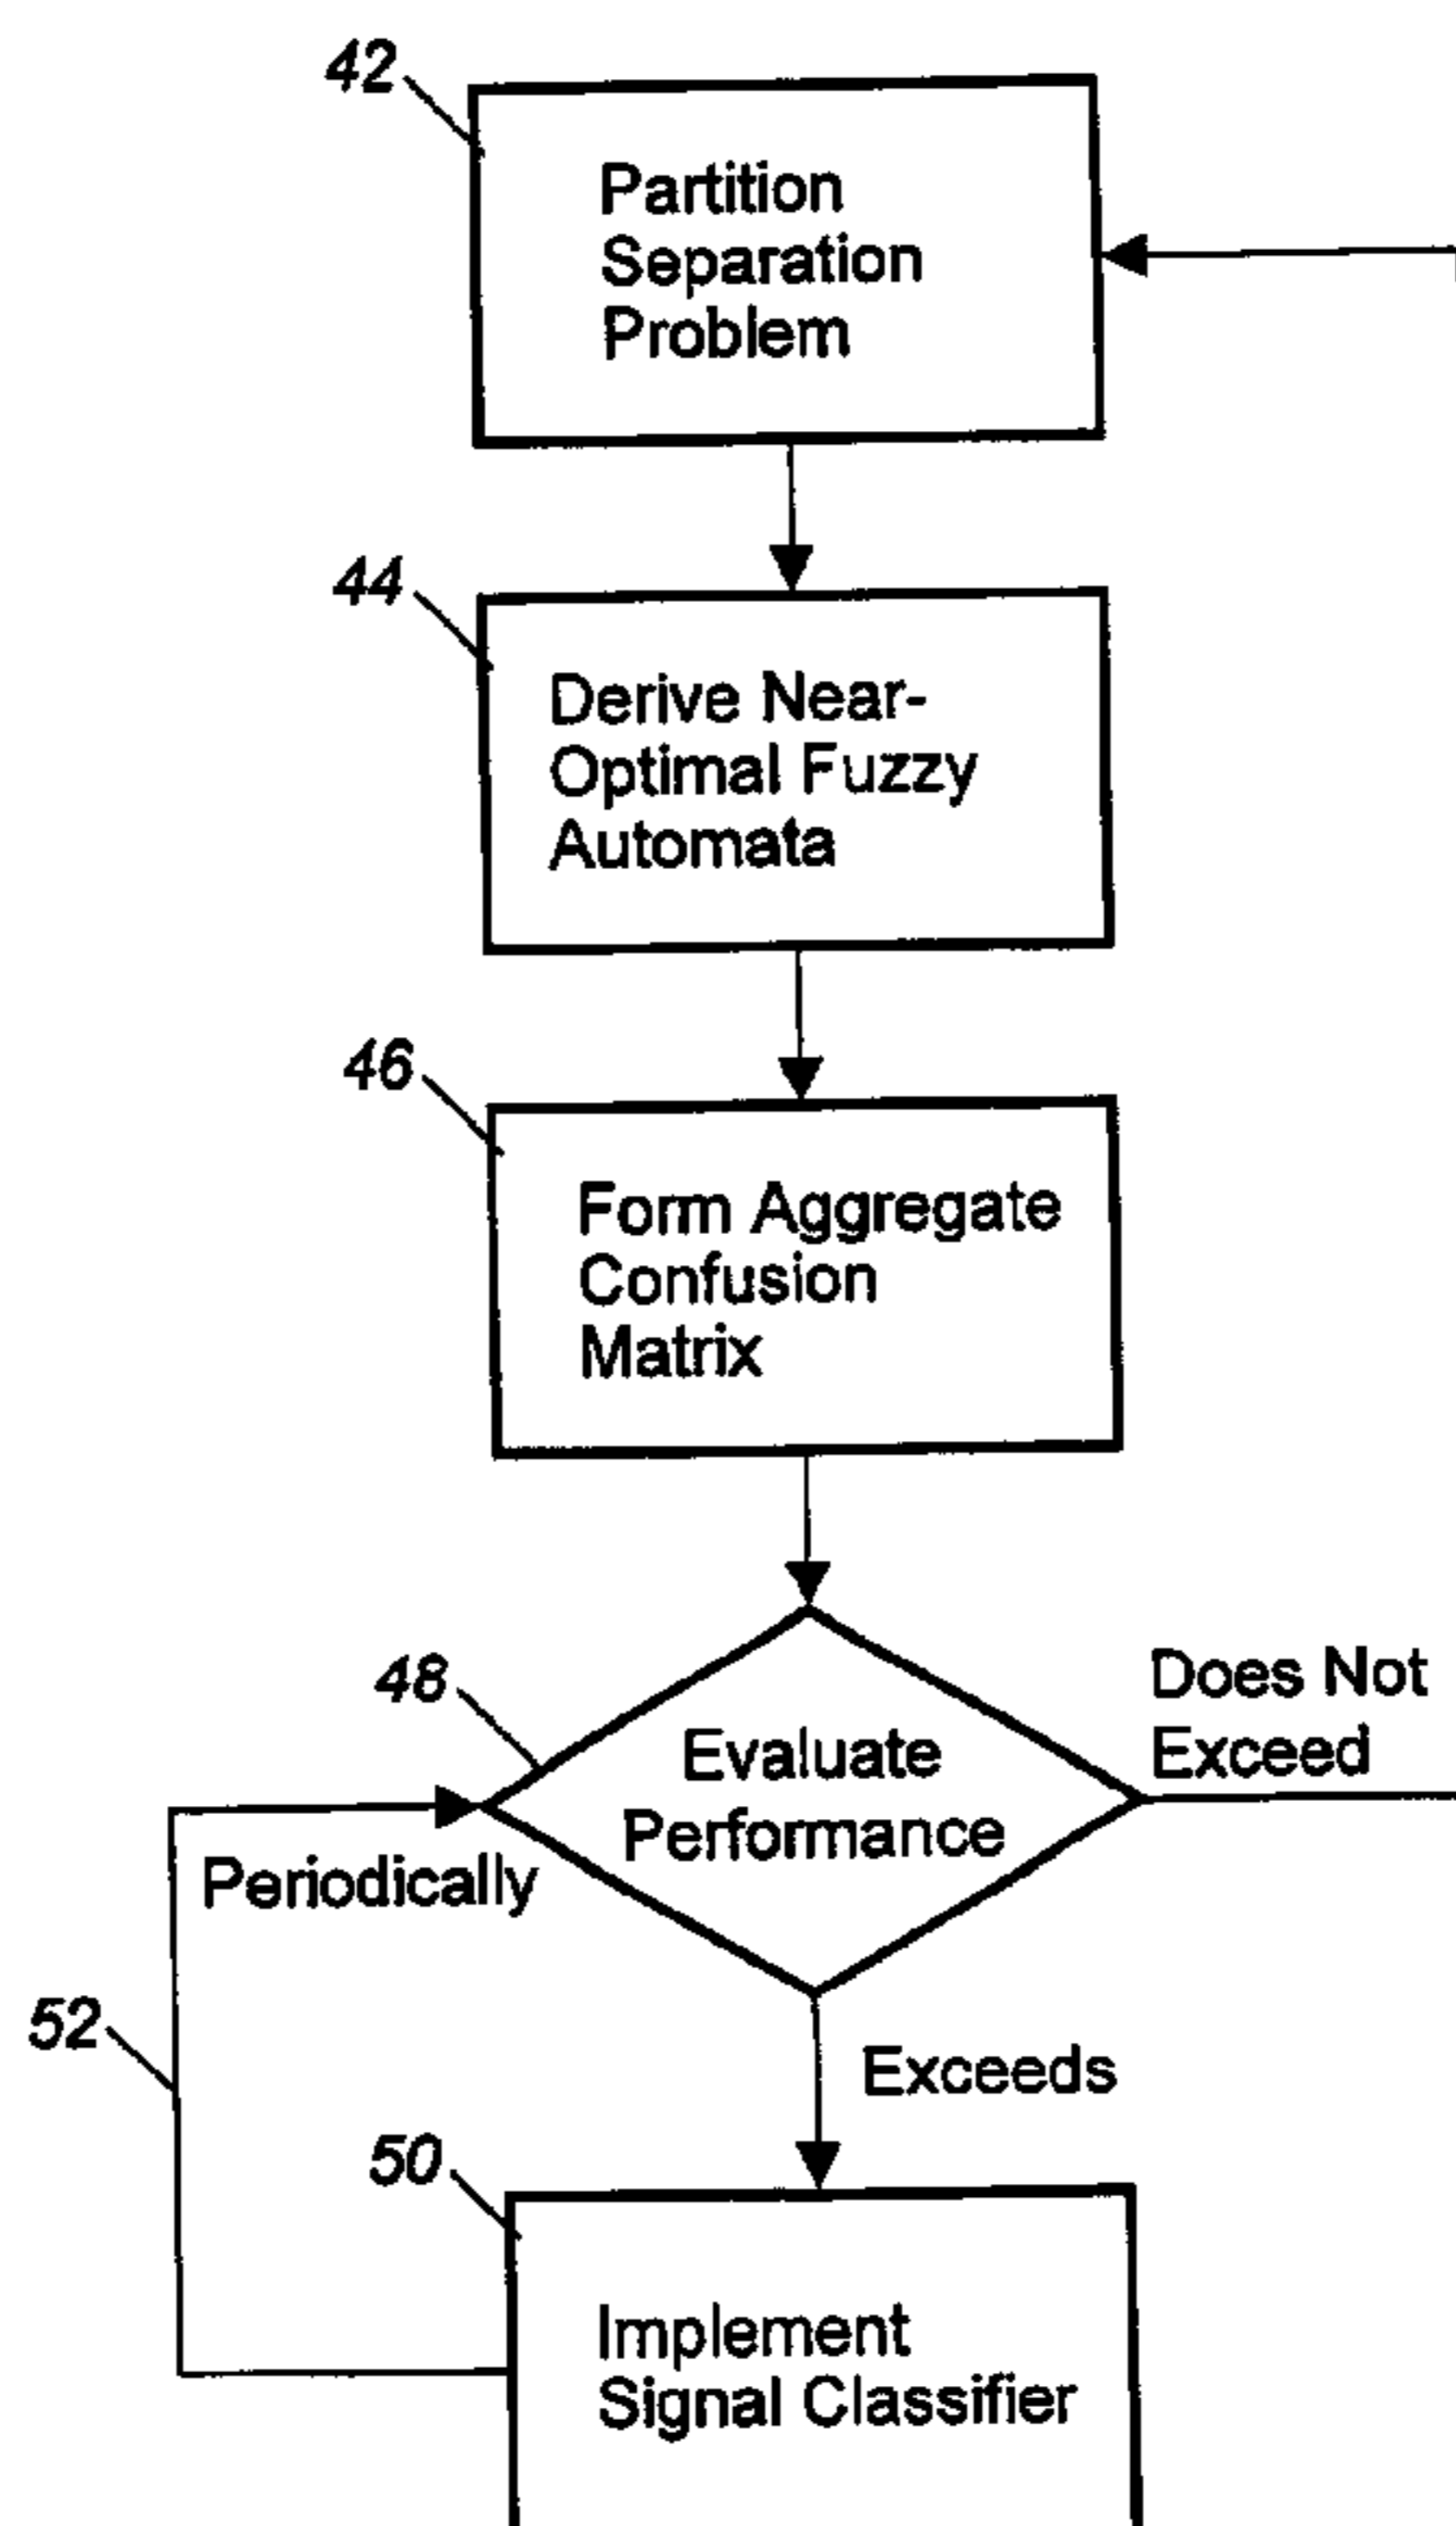 42
Partition
Separation
Problem
44
Derive Near-
Optimal Fuzzy
Automata
46
Form Aggregate
Confusion
Matrix
48
Evaluate
Performance
Does Not
Exceed
Periodically
52
Exceeds
50
Implement
Signal Classifier